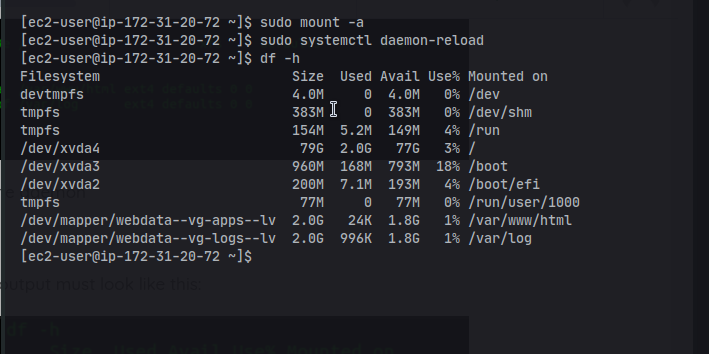 [ec2-user@ip-172-31-20-72 ~]$ sudo mount -a
[ec2-user@ip-172-31-20-72 ~]$ sudo systemctl daemon-reload
[ec2-user@ip-172-31-20-72 ~]$ df -h
Filesystem                       Size  Used Avail Use% Mounted on
devtmpfs                         4.0M     0  4.0M   0% /dev
tmpfs                            383M     0  383M   0% /dev/shm
tmpfs                            154M  5.2M  149M   4% /run
/dev/xvda4                        79G  2.0G   77G   3% /
/dev/xvda3                       960M  168M  793M  18% /boot
/dev/xvda2                       200M  7.1M  193M   4% /boot/efi
tmpfs                             77M     0   77M   0% /run/user/1000
/dev/mapper/webdata--vg-apps--lv  2.0G   24K  1.8G   1% /var/www/html
/dev/mapper/webdata--vg-logs--lv  2.0G  996K  1.8G   1% /var/log
[ec2-user@ip-172-31-20-72 ~]$
output must look like this:
df -h